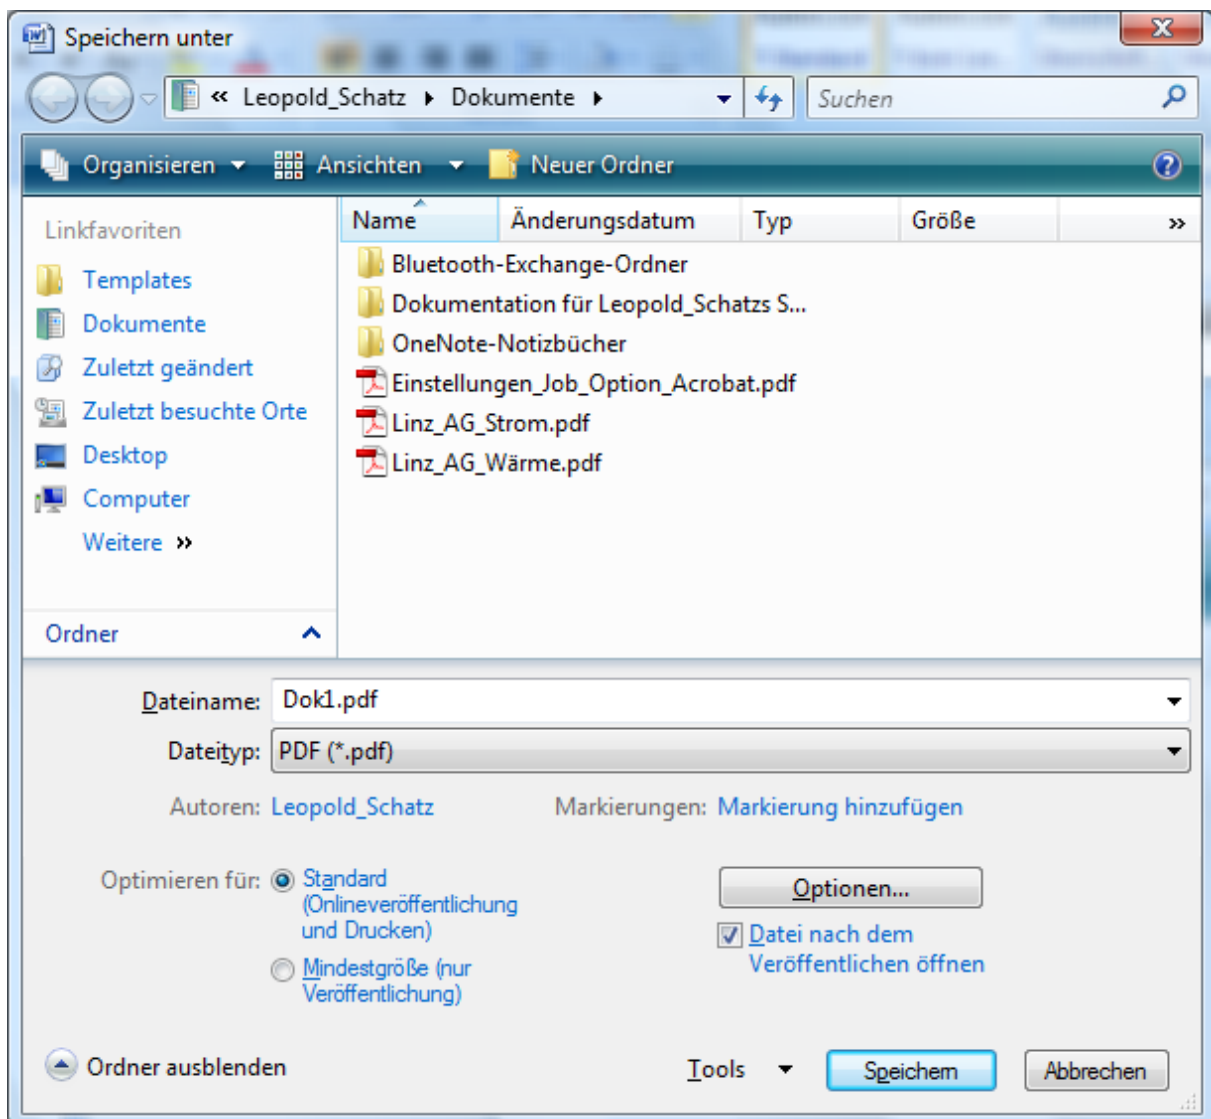 Speichern unter
« Leopold_Schatz Dokumente Suchen
Organisieren Ansichten Neuer Ordner
Linkfavoriten
Templates
Dokumente
Zuletzt geändert
Zuletzt besuchte Orte
Desktop
Computer
Weitere »
Ordner
Name Änderungsdatum Typ Größe »
Bluetooth-Exchange-Ordner
Dokumentation für Leopold_Schatzs S...
OneNote-Notizbücher
Einstellungen_Job_Option_Acrobat.pdf
Linz_AG_Strom.pdf
Linz_AG_Wärme.pdf
Dateiname: Dok1.pdf
Dateityp: PDF (*.pdf)
Autoren: Leopold_Schatz Markierungen: Markierung hinzufügen
Optimieren für: Standard
(Onlineveröffentlichung
und Drucken)
Mindestgröße (nur
Veröffentlichung)
Optionen...
Datei nach dem
Veröffentlichen öffnen
Ordner ausblenden Tools Speichern Abbrechen